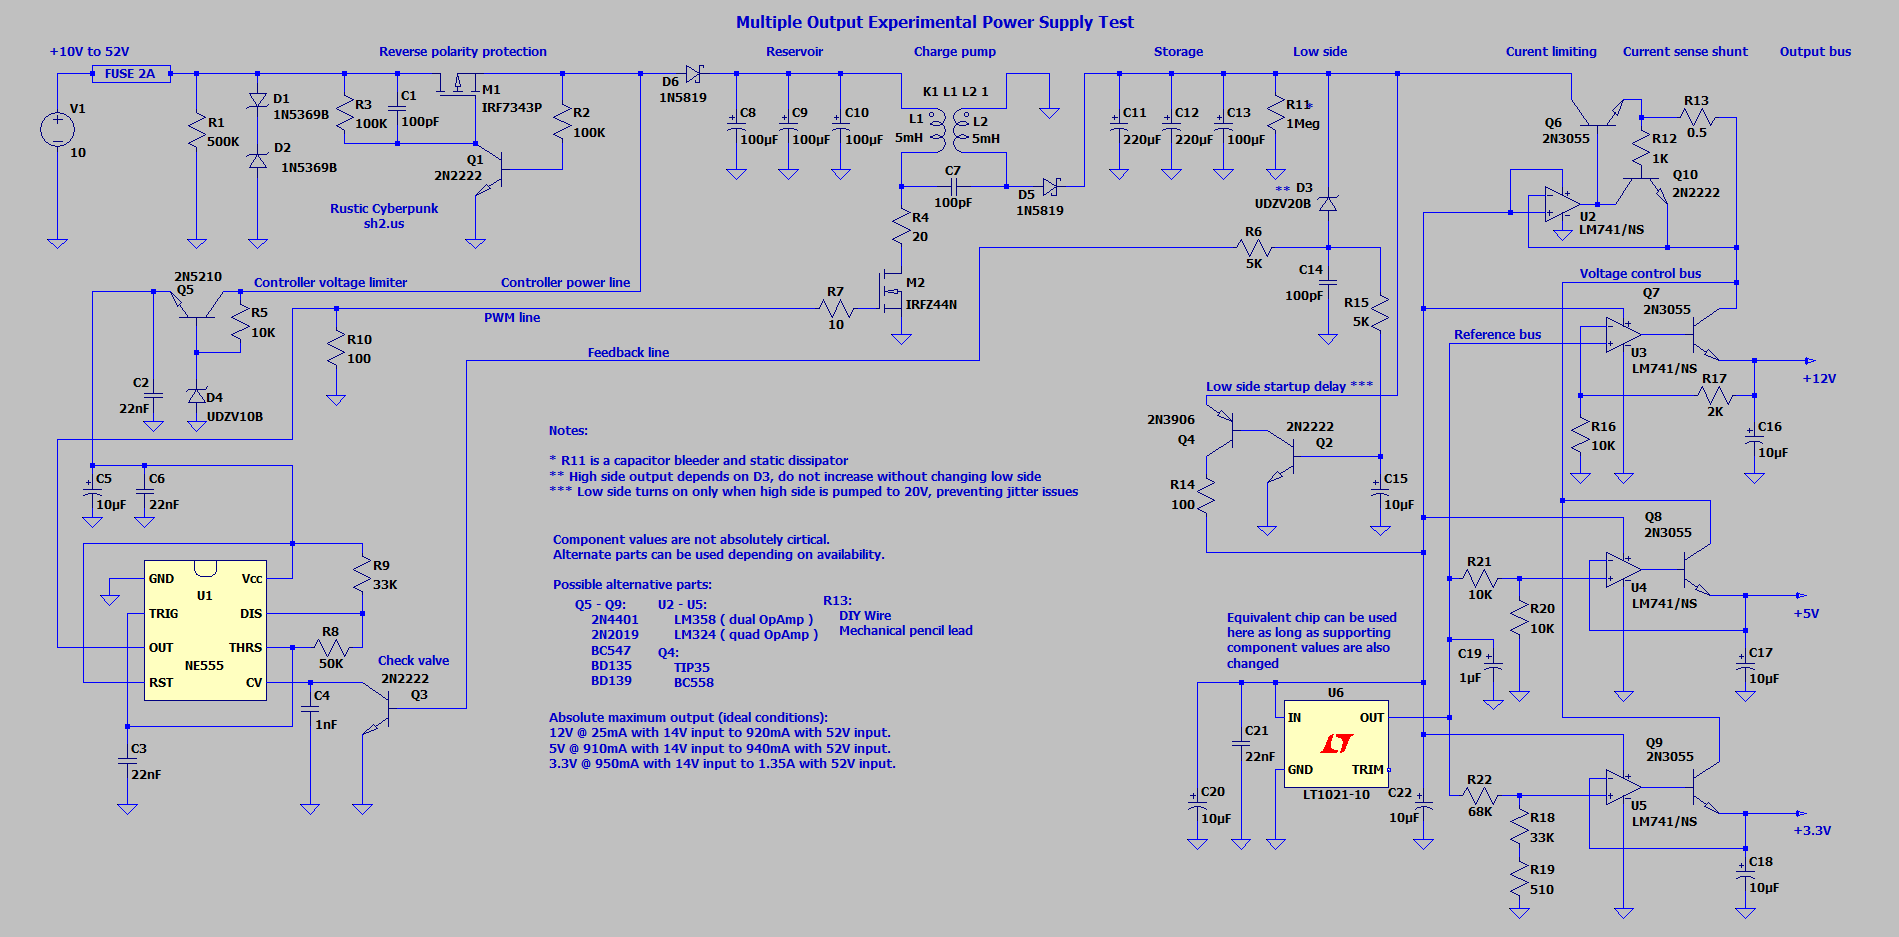 Multiple Output Experimental Power Supply Test
+10V to 52V
Reverse polarity protection
Reservoir
Charge pump
Storage
Low side
Curent limiting
Current sense shunt
Output bus
FUSE 2A
V1
10
R1
500K
D1
1N5369B
D2
1N5369B
R3
100K
C1
100pF
M1
IRF7343P
Q1
2N2222
R2
100K
Rustic Cyberpunk
sh2.us
D6
1N5819
C8
100µF
C9
100µF
C10
100µF
K1 L1 L2 1
L1
5mH
L2
5mH
C7
100pF
D5
1N5819
R4
20
C11
220µF
C12
220µF
C13
100µF
R11*
1Meg
** D3
UDZV20B
Q6
2N3055
R13
0.5
R12
1K
Q10
2N2222
U2
LM741/NS
2N5210
Q5
Controller voltage limiter
Controller power line
R5
10K
PWM line
R10
100
R7
10
M2
IRFZ44N
R6
5K
C14
100pF
R15
5K
Voltage control bus
Q7
2N3055
Reference bus
U3
LM741/NS
+12V
R17
2K
R16
10K
C16
10µF
Feedback line
C2
22nF
D4
UDZV10B
Low side startup delay ***
2N3906
Q4
2N2222
Q2
R14
100
C15
10µF
Notes:
* R11 is a capacitor bleeder and static dissipator
** High side output depends on D3, do not increase without changing low side
*** Low side turns on only when high side is pumped to 20V, preventing jitter issues
C5
10µF
C6
22nF
Component values are not absolutely cirtical.
Alternate parts can be used depending on availability.
Possible alternative parts:
Q5 - Q9:
2N4401
2N2019
BC547
BD135
BD139
U2 - U5:
LM358 ( dual OpAmp )
LM324 ( quad OpAmp )
Q4:
TIP35
BC558
R13:
DIY Wire
Mechanical pencil lead
Absolute maximum output (ideal conditions):
12V @ 25mA with 14V input to 920mA with 52V input.
5V @ 910mA with 14V input to 940mA with 52V input.
3.3V @ 950mA with 14V input to 1.35A with 52V input.
GND
Vcc
U1
TRIG
DIS
OUT
THRS
NE555
RST
CV
R9
33K
R8
50K
Check valve
2N2222
Q3
C4
1nF
C3
22nF
Q8
2N3055
R21
10K
U4
LM741/NS
R20
10K
+5V
C17
10µF
Equivalent chip can be used
here as long as supporting
component values are also
changed
C19
1µF
U6
IN
OUT
GND
TRIM
LT1021-10
C21
22nF
C20
10µF
C22
10µF
Q9
2N3055
R22
68K
U5
LM741/NS
R18
33K
R19
510
+3.3V
C18
10µF